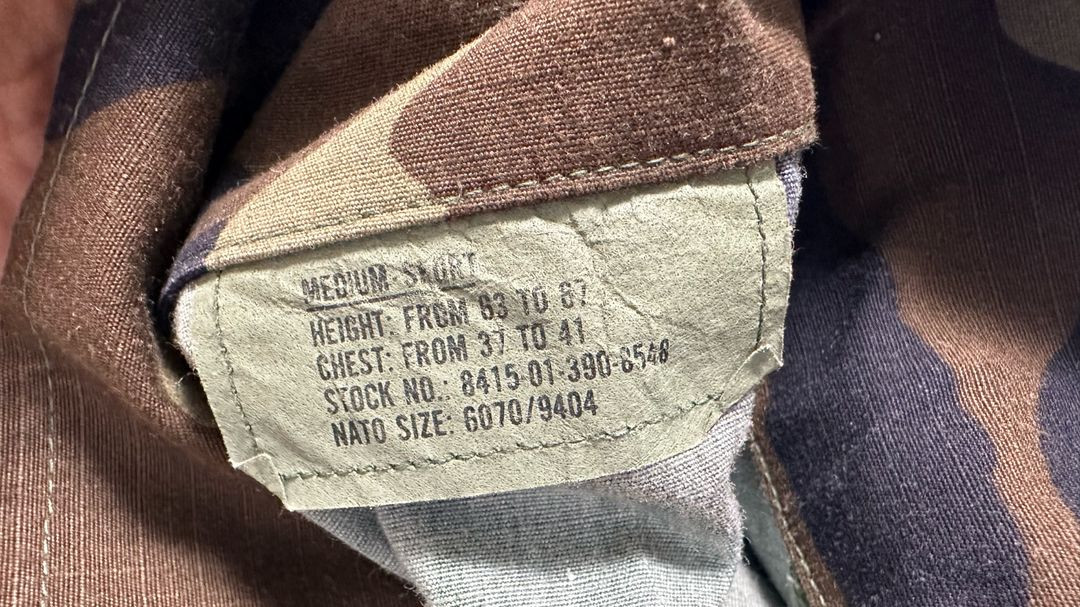 MEDIUM SHORT
HEIGHT: FROM 63 TO 67
CHEST: FROM 37 TO 41
STOCK NO.: 8415-01-390-8548
NATO SIZE: 6070/9404